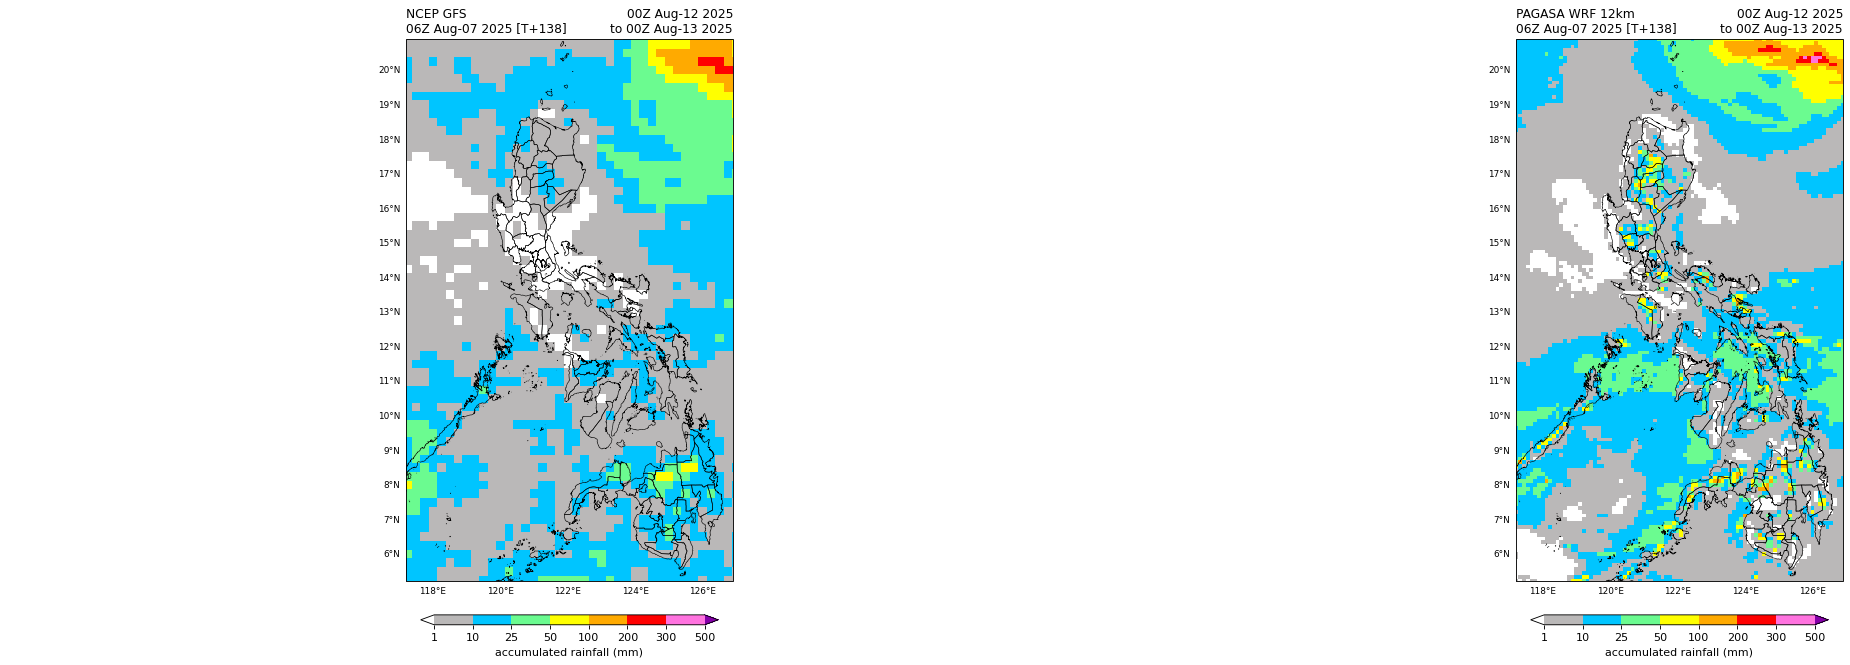 NCEP GFS
00Z Aug-12 2025
06Z Aug-07 2025 [T+138]
to 00Z Aug-13 2025
20°N
19°N
18°N
17°N
16°N
15°N
14°N
13°N
12°N
11°N
10°N
9°N
8°N
7°N
6°N
118°E 120°E 122°E 124°E 126°E
1 10 25 50 100 200 300 500
accumulated rainfall (mm)
PAGASA WRF 12km
00Z Aug-12 2025
06Z Aug-07 2025 [T+138]
to 00Z Aug-13 2025
20°N
19°N
18°N
17°N
16°N
15°N
14°N
13°N
12°N
11°N
10°N
9°N
8°N
7°N
6°N
118°E 120°E 122°E 124°E 126°E
1 10 25 50 100 200 300 500
accumulated rainfall (mm)